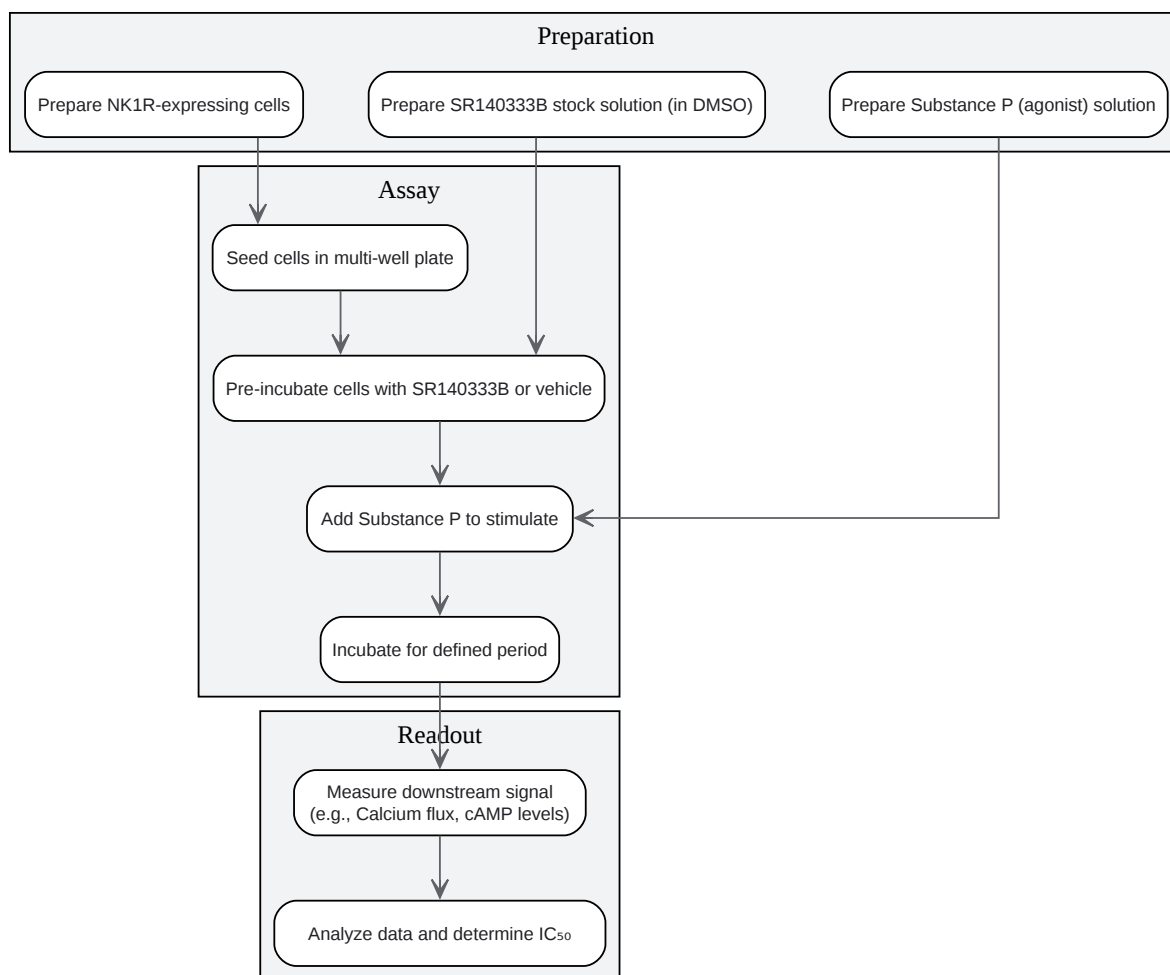 Preparation
Prepare NK1R-expressing cells
Prepare SR140333B stock solution (in DMSO)
Prepare Substance P (agonist) solution
Assay
Seed cells in multi-well plate
Pre-incubate cells with SR140333B or vehicle
Add Substance P to stimulate
Incubate for defined period
Readout
Measure downstream signal
(e.g., Calcium flux, cAMP levels)
Analyze data and determine IC₅₀